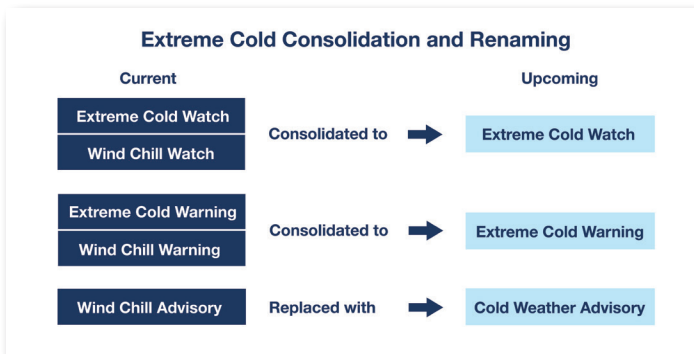 Extreme Cold Consolidation and Renaming
Current
Upcoming
Extreme Cold Watch
Wind Chill Watch
Consolidated to
Extreme Cold Watch
Extreme Cold Warning
Wind Chill Warning
Consolidated to
Extreme Cold Warning
Wind Chill Advisory
Replaced with
Cold Weather Advisory